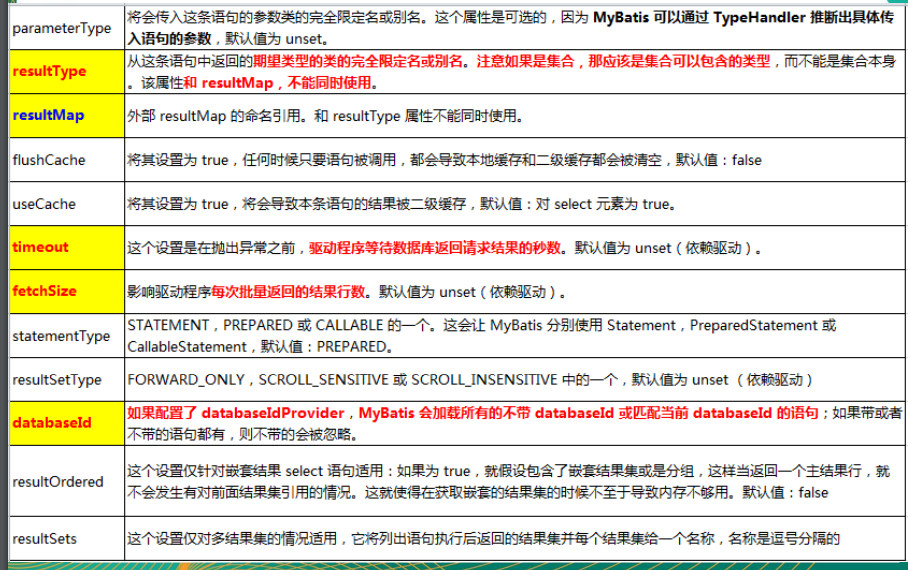 parameterType
将会传入这条语句的参数类的完全限定名或别名。这个属性是可选的，因为 MyBatis 可以通过 TypeHandler 推断出具体传
入语句的参数，默认值为 unset。
resultType
从这条语句中返回的期望类型的类的完全限定名或别名。注意如果是集合，那应该是集合可以包含的类型，而不能是集合本身
。该属性和 resultMap，不能同时使用。
resultMap
外部 resultMap 的命名引用。和 resultType 属性不能同时使用。
flushCache
将其设置为 true，任何时候只要语句被调用，都会导致本地缓存和二级缓存都会被清空，默认值：false
useCache
将其设置为 true，将会导致本条语句的结果被二级缓存，默认值：对 select 元素为 true。
timeout
这个设置是在抛出异常之前，驱动程序等待数据库返回请求结果的秒数。默认值为 unset（依赖驱动）。
fetchSize
影响驱动程序每次批量返回的结果行数。默认值为 unset（依赖驱动）。
statementType
STATEMENT，PREPARED 或 CALLABLE 的一个。这会让 MyBatis 分别使用 Statement，PreparedStatement 或
CallableStatement，默认值：PREPARED。
resultSetType
FORWARD_ONLY，SCROLL_SENSITIVE 或 SCROLL_INSENSITIVE 中的一个，默认值为 unset （依赖驱动）
databaseId
如果配置了 databaseIdProvider，MyBatis 会加载所有的不带 databaseId 或匹配当前 databaseId 的语句；如果带或者
不带的语句都有，则不带的会被忽略。
resultOrdered
这个设置仅针对嵌套结果 select 语句适用：如果为 true，就假设包含了嵌套结果集或是分组，这样当返回一个主结果行，就
不会发生有对前面结果集引用的情况。这就使得在获取嵌套的结果集的时候不至于导致内存不够用。默认值：false
resultSets
这个设置仅对多结果集的情况适用，它将列出语句执行后返回的结果集并每个结果集给一个名称，名称是逗号分隔的